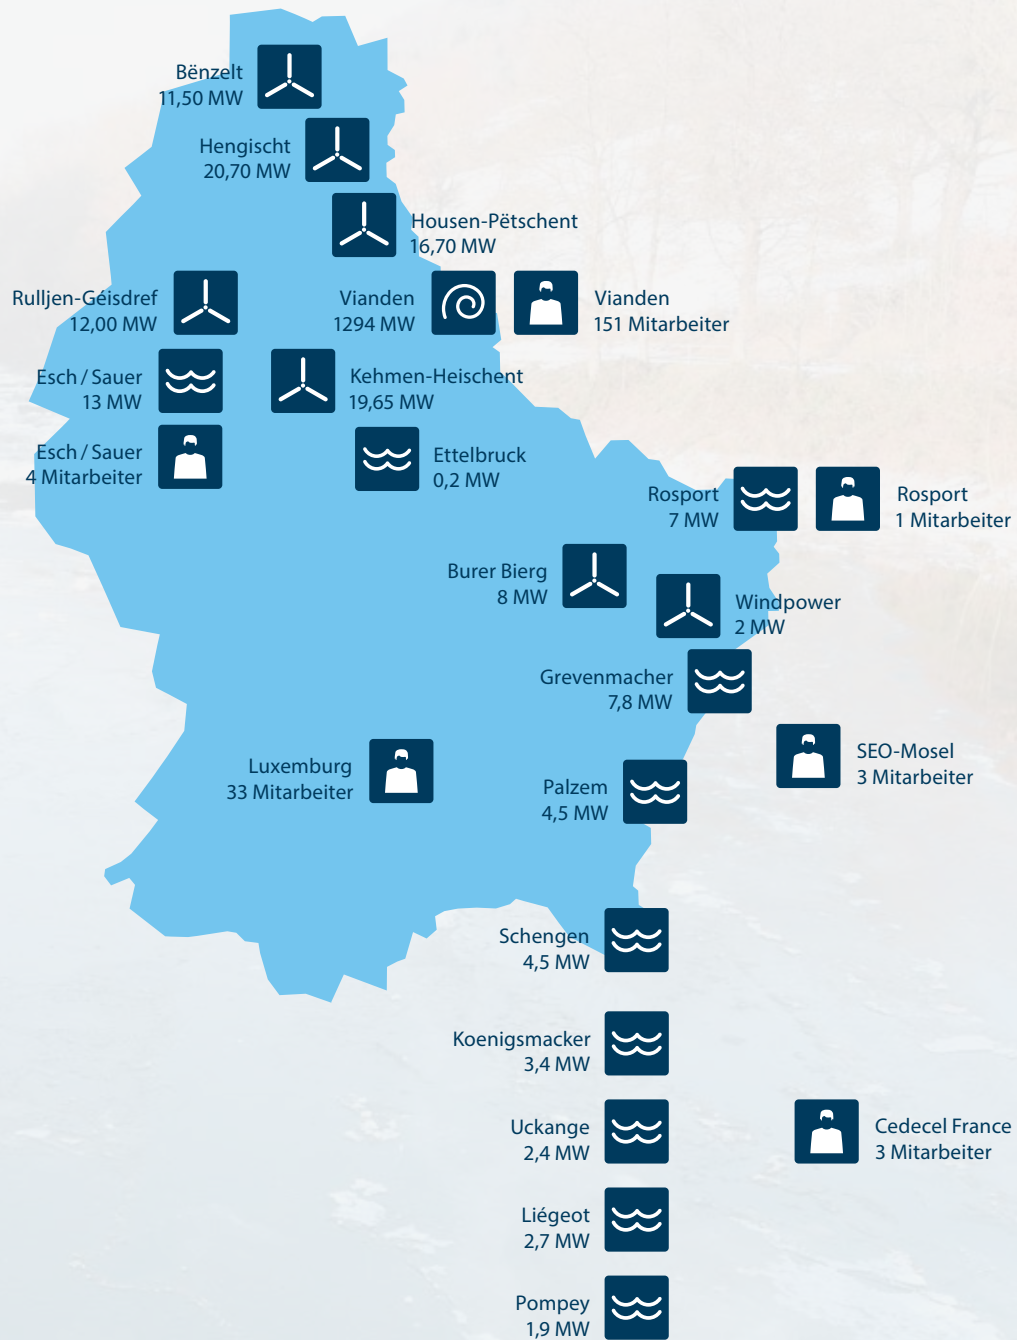 Bënzelt
11,50 MW
Hengischt
20,70 MW
Housen-Pëtschent
16,70 MW
Rulljen-Géisdref
12,00 MW
Vianden
1294 MW
Vianden
151 Mitarbeiter
Esch / Sauer
13 MW
Kehmen-Heischent
19,65 MW
Esch / Sauer
4 Mitarbeiter
Ettelbruck
0,2 MW
Rosport
7 MW
Rosport
1 Mitarbeiter
Burer Bierg
8 MW
Windpower
2 MW
Grevenmacher
7,8 MW
SEO-Mosel
3 Mitarbeiter
Luxemburg
33 Mitarbeiter
Palzem
4,5 MW
Schengen
4,5 MW
Koenigsmacker
3,4 MW
Uckange
2,4 MW
Cedecel France
3 Mitarbeiter
Liégeot
2,7 MW
Pompey
1,9 MW